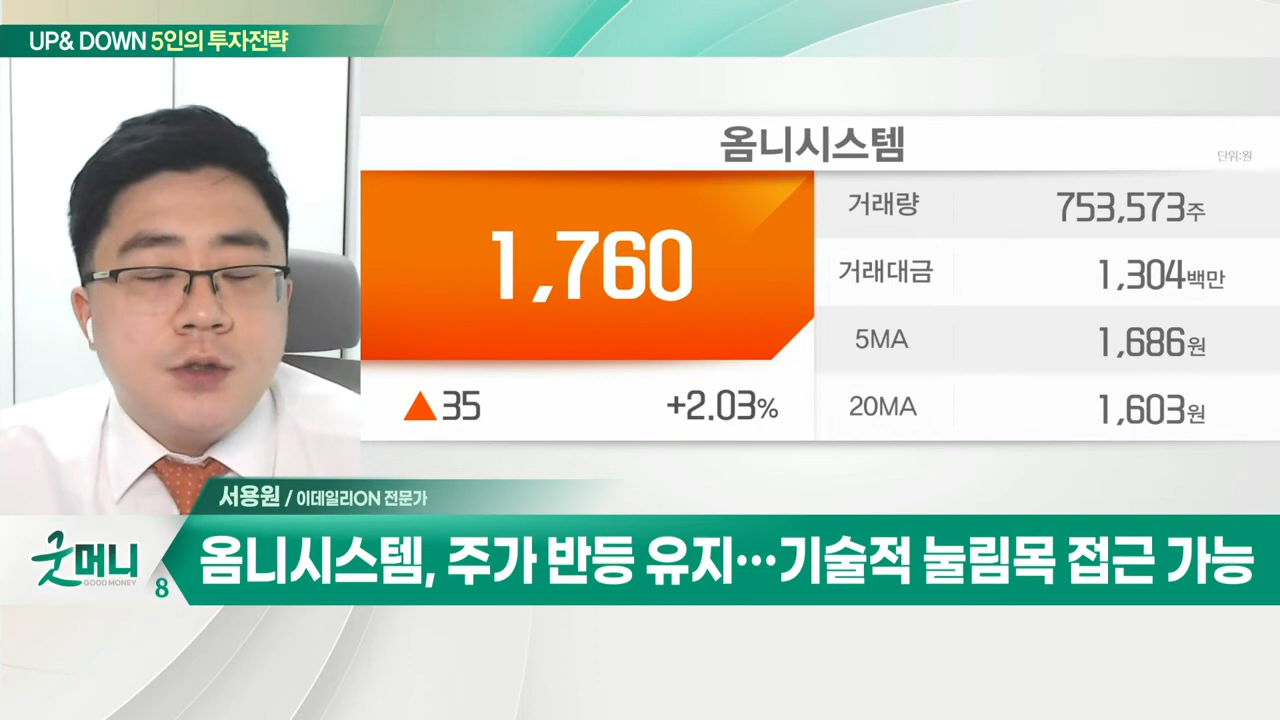 UP& DOWN 5인의 투자전략
옴니시스템
단위:원
1,760
▲35 +2.03%
거래량 753,573주
거래대금 1,304백만
5MA 1,686원
20MA 1,603원
서용원 / 이데일리ON 전문가
굿머니
GOOD MONEY
8
옴니시스템, 주가 반등 유지…기술적 눌림목 접근 가능